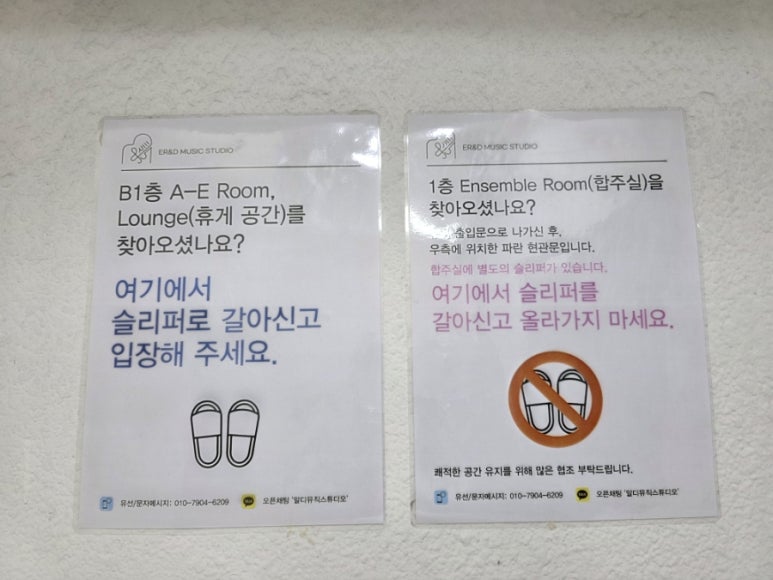 ER&D MUSIC STUDIO
B1층 A-E Room,
Lounge(휴게 공간)를
찾아오셨나요?
여기에서
슬리퍼로 갈아신고
입장해 주세요.
유선/문자메시지: 010-7904-6209
오픈채팅 '알디뮤직스튜디오'
ER&D MUSIC STUDIO
1층 Ensemble Room(합주실)을
찾아오셨나요?
출입문으로 나가신 후,
우측에 위치한 파란 현관문입니다.
합주실에 별도의 슬리퍼가 있습니다.
여기에서 슬리퍼를
갈아신고 올라가지 마세요.
쾌적한 공간 유지를 위해 많은 협조 부탁드립니다.
유선/문자메시지: 010-7904-6209
오픈채팅 '알디뮤직스튜디오'